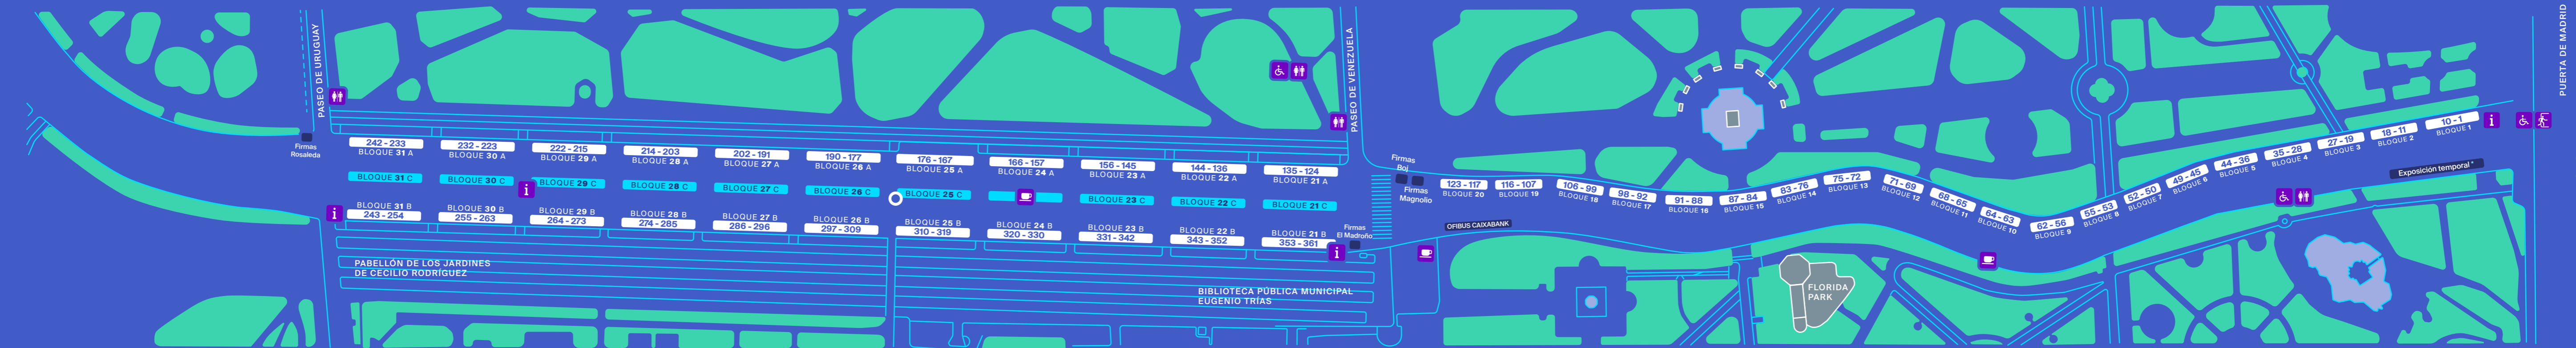 PASEO DE URUGUAY
Firmas
Rosaleda
242 - 233
BLOQUE 31 A
232 - 223
BLOQUE 30 A
222 - 215
BLOQUE 29 A
214 - 203
BLOQUE 28 A
202 - 191
BLOQUE 27 A
190 - 177
BLOQUE 26 A
176 - 167
BLOQUE 25 A
166 - 157
BLOQUE 24 A
156 - 145
BLOQUE 23 A
144 - 136
BLOQUE 22 A
135 - 124
BLOQUE 21 A
BLOQUE 31 C
BLOQUE 30 C
BLOQUE 29 C
BLOQUE 28 C
BLOQUE 27 C
BLOQUE 26 C
BLOQUE 25 C
BLOQUE 23 C
BLOQUE 22 C
BLOQUE 21 C
BLOQUE 31 B
243 - 254
BLOQUE 30 B
255 - 263
BLOQUE 29 B
264 - 273
BLOQUE 28 B
274 - 285
BLOQUE 27 B
286 - 296
BLOQUE 26 B
297 - 309
BLOQUE 25 B
310 - 319
BLOQUE 24 B
320 - 330
BLOQUE 23 B
331 - 342
BLOQUE 22 B
343 - 352
BLOQUE 21 B
353 - 361
PABELLÓN DE LOS JARDINES
DE CECILIO RODRÍGUEZ
BIBLIOTECA PÚBLICA MUNICIPAL
EUGENIO TRÍAS
PASEO DE VENEZUELA
Firmas
El Madroño
Firmas
Boj
Firmas
Magnolio
OFIBUS CAIXABANK
123 - 117
BLOQUE 20
116 - 107
BLOQUE 19
106 - 99
BLOQUE 18
98 - 92
BLOQUE 17
91 - 88
BLOQUE 16
87 - 84
BLOQUE 15
83 - 76
BLOQUE 14
75 - 72
BLOQUE 13
71 - 69
BLOQUE 12
68 - 65
BLOQUE 11
64 - 63
BLOQUE 10
62 - 56
BLOQUE 9
55 - 53
BLOQUE 8
52 - 50
BLOQUE 7
49 - 45
BLOQUE 6
44 - 36
BLOQUE 5
35 - 28
BLOQUE 4
27 - 19
BLOQUE 3
18 - 11
BLOQUE 2
10 - 1
BLOQUE 1
FLORIDA
PARK
Exposición temporal *
PUERTA DE MADRID